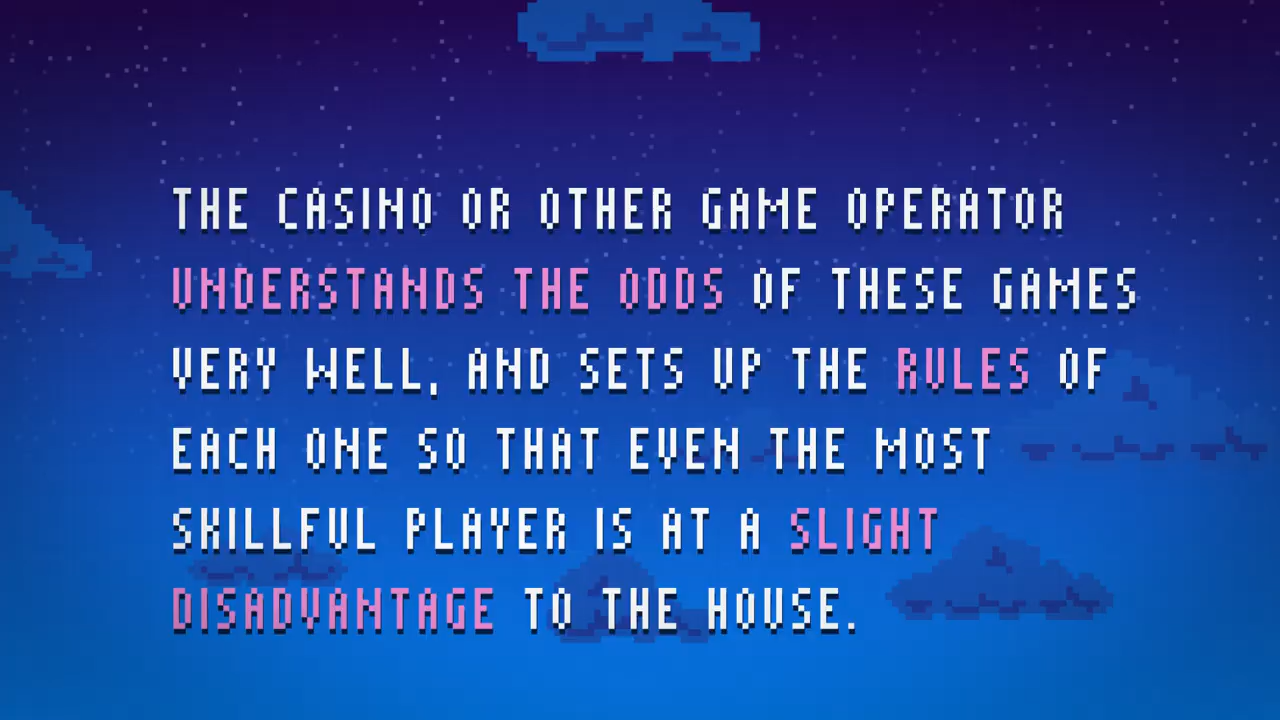 THE CASINO OR OTHER GAME OPERATOR
UNDERSTANDS THE ODDS OF THESE GAMES
VERY WELL, AND SETS UP THE RULES OF
EACH ONE SO THAT EVEN THE MOST
SKILLFUL PLAYER IS AT A SLIGHT
DISADVANTAGE TO THE HOUSE.